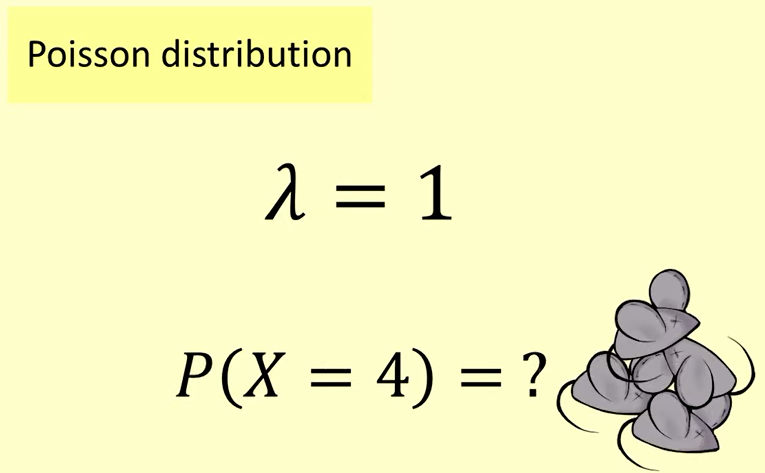 Poisson distribution
λ = 1
P(X = 4) = ?